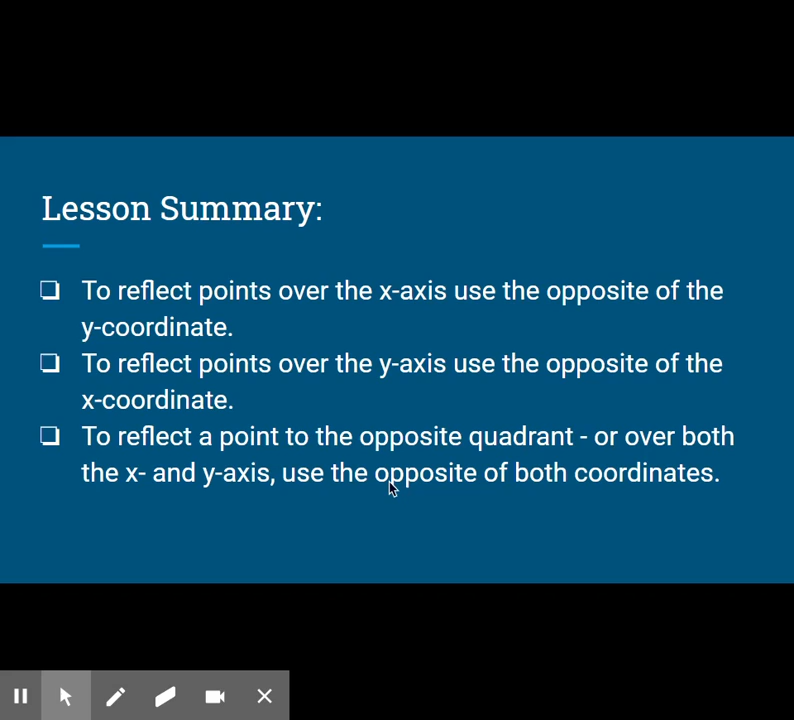 Lesson Summary:
To reflect points over the x-axis use the opposite of the
y-coordinate.
To reflect points over the y-axis use the opposite of the
x-coordinate.
To reflect a point to the opposite quadrant - or over both
the x- and y-axis, use the opposite of both coordinates.